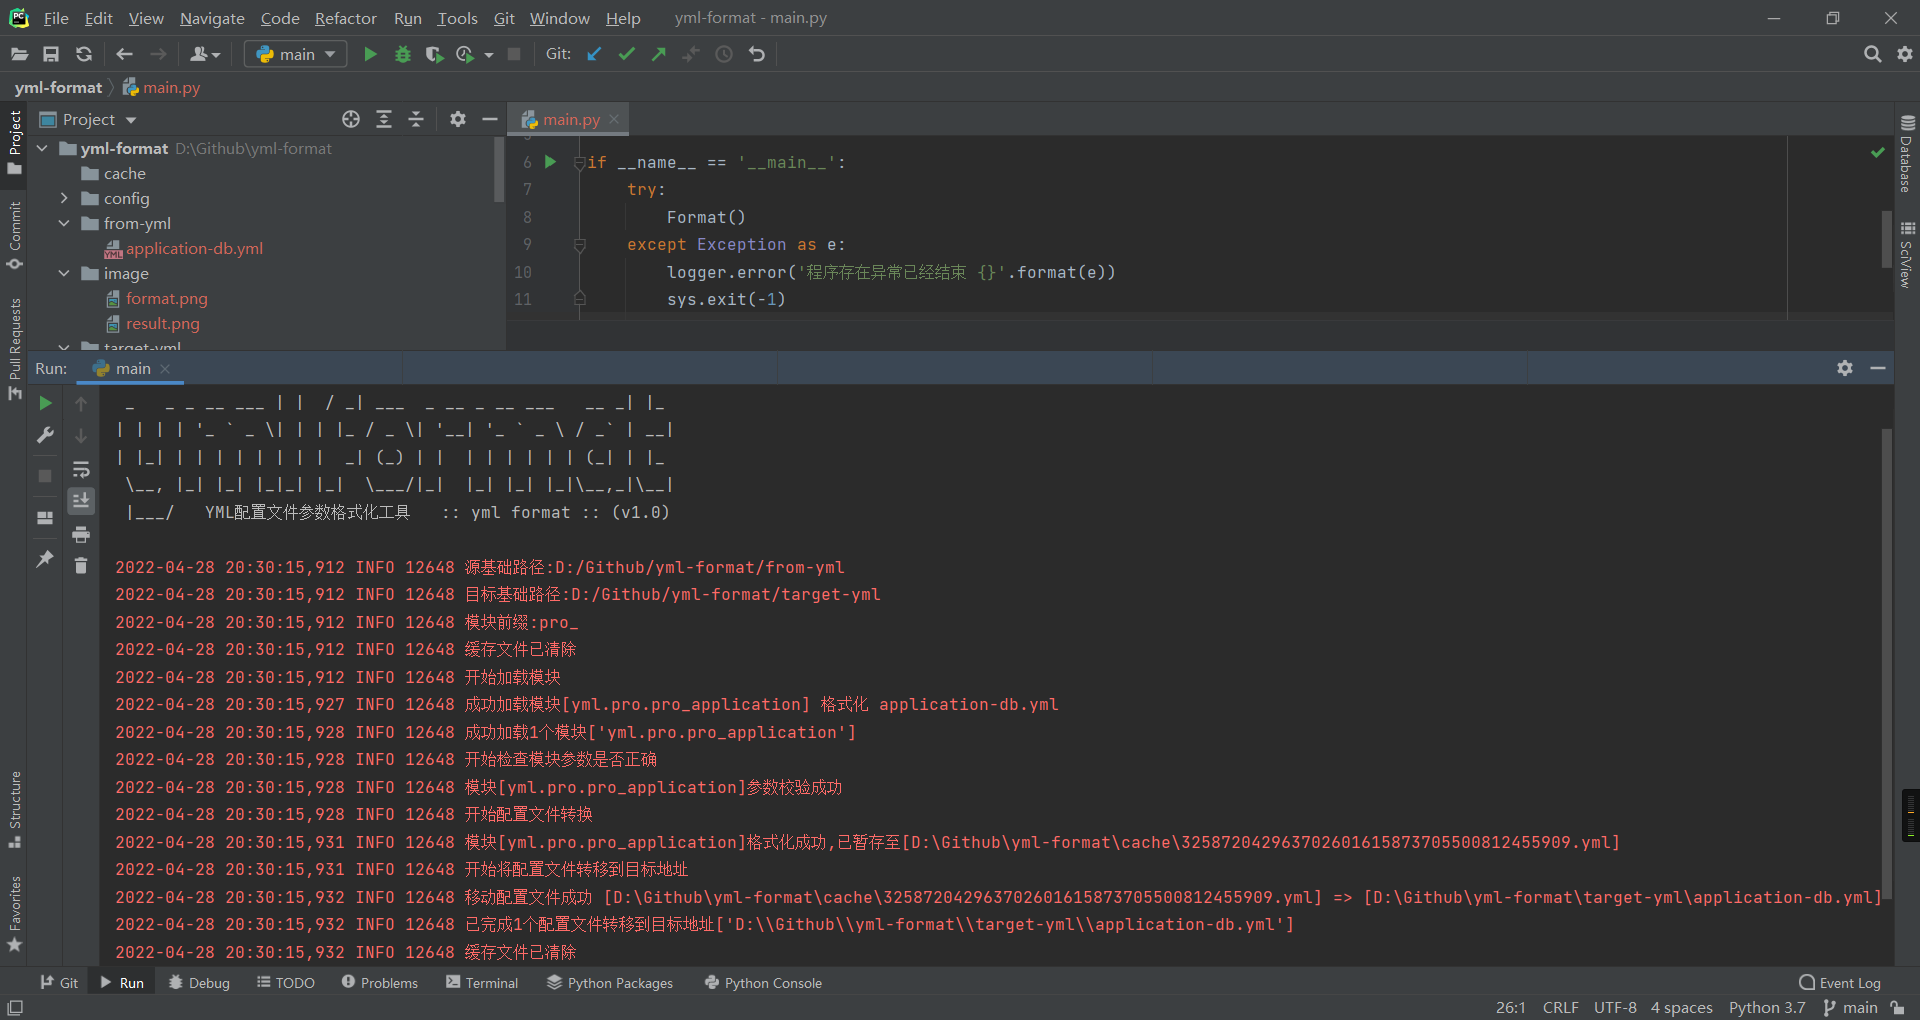 File Edit View Navigate Code Refactor Run Tools Git Window Help yml-format - main.py
main Git:
yml-format main.py
Project
main.py
yml-format D:\Github\yml-format
cache
config
from-yml
application-db.yml
image
format.png
result.png
target-yml
Project
Commit
Pull Requests
Structure
Favorites
Database
SciView
6 if __name__ == '__main__':
7 try:
8 Format()
9 except Exception as e:
10 logger.error('程序存在异常已经结束 {}'.format(e))
11 sys.exit(-1)
Run: main
 _   _ _ __ ___ | |  / _| ___  _ __ _ __ ___   __ _| |_
| | | | '_ ` _ \| | | |_ / _ \| '__| '_ ` _ \ / _` | __|
| |_| | | | | | | |  _| (_) | |  | | | | | | (_| | |_
 \__, |_| |_| |_|_| |_|  \___/|_|  |_| |_| |_|\__,_|\__|
 |___/   YML配置文件参数格式化工具   :: yml format :: (v1.0)
2022-04-28 20:30:15,912 INFO 12648 源基础路径:D:/Github/yml-format/from-yml
2022-04-28 20:30:15,912 INFO 12648 目标基础路径:D:/Github/yml-format/target-yml
2022-04-28 20:30:15,912 INFO 12648 模块前缀:pro_
2022-04-28 20:30:15,912 INFO 12648 缓存文件已清除
2022-04-28 20:30:15,912 INFO 12648 开始加载模块
2022-04-28 20:30:15,927 INFO 12648 成功加载模块[yml.pro.pro_application] 格式化 application-db.yml
2022-04-28 20:30:15,928 INFO 12648 成功加载1个模块['yml.pro.pro_application']
2022-04-28 20:30:15,928 INFO 12648 开始检查模块参数是否正确
2022-04-28 20:30:15,928 INFO 12648 模块[yml.pro.pro_application]参数校验成功
2022-04-28 20:30:15,928 INFO 12648 开始配置文件转换
2022-04-28 20:30:15,931 INFO 12648 模块[yml.pro.pro_application]格式化成功,已暂存至[D:\Github\yml-format\cache\325872042963702601615873705500812455909.yml]
2022-04-28 20:30:15,931 INFO 12648 开始将配置文件转移到目标地址
2022-04-28 20:30:15,932 INFO 12648 移动配置文件成功 [D:\Github\yml-format\cache\325872042963702601615873705500812455909.yml] => [D:\Github\yml-format\target-yml\application-db.yml]
2022-04-28 20:30:15,932 INFO 12648 已完成1个配置文件转移到目标地址['D:\\Github\\yml-format\\target-yml\\application-db.yml']
2022-04-28 20:30:15,932 INFO 12648 缓存文件已清除
Git Run Debug TODO Problems Terminal Python Packages Python Console Event Log
26:1 CRLF UTF-8 4 spaces Python 3.7 main